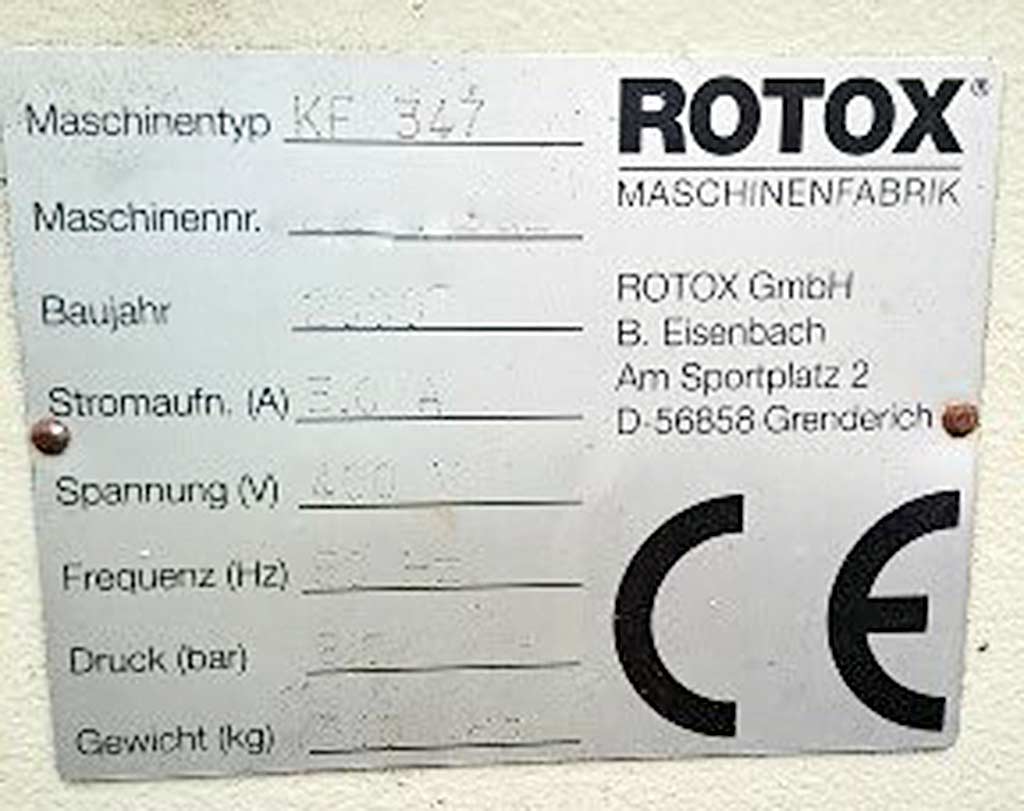 Maschinentyp KF 347
Maschinennr.
Baujahr
Stromaufn. (A) A
Spannung (V) 400
Frequenz (Hz)
Druck (bar)
Gewicht (kg)
ROTOX®
MASCHINENFABRIK
ROTOX GmbH
B. Eisenbach
Am Sportplatz 2
D-56858 Grenderich
CE